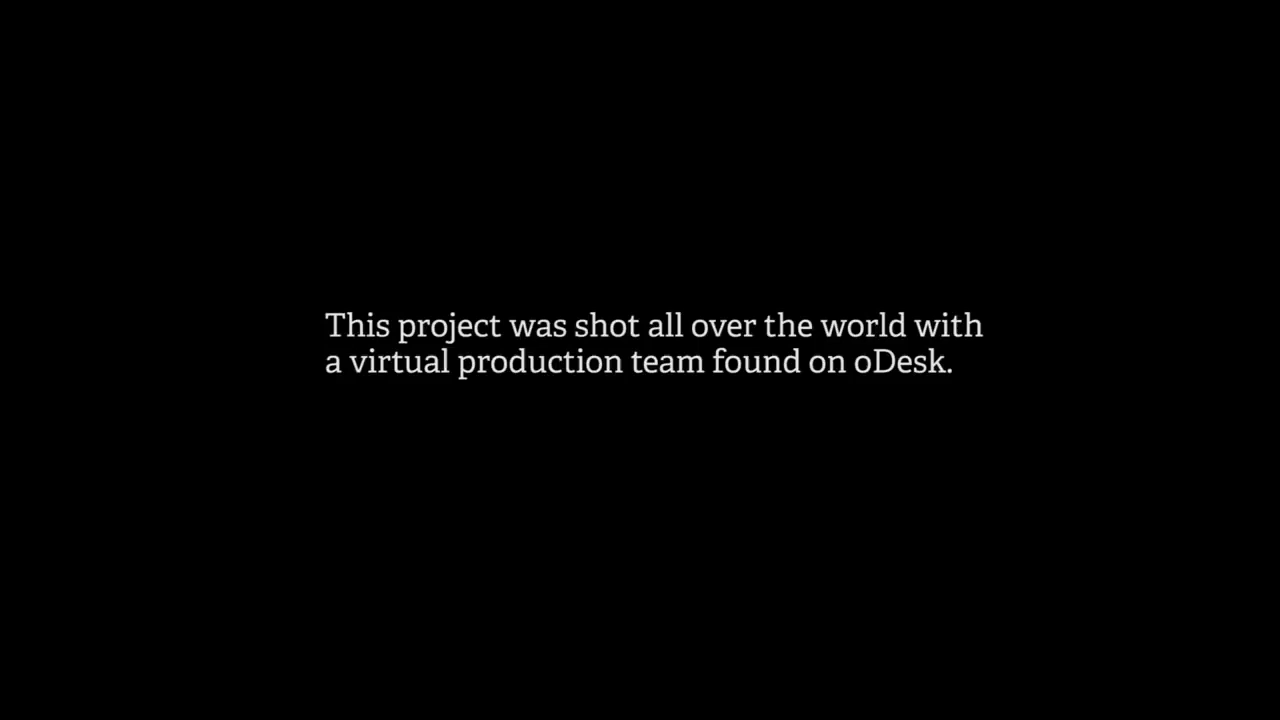 This project was shot all over the world with
a virtual production team found on oDesk.